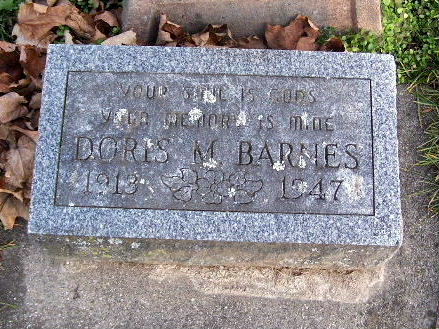 YOUR SOUL IS GODS
YOUR MEMORY IS MINE
DORIS M BARNES
1913 1947